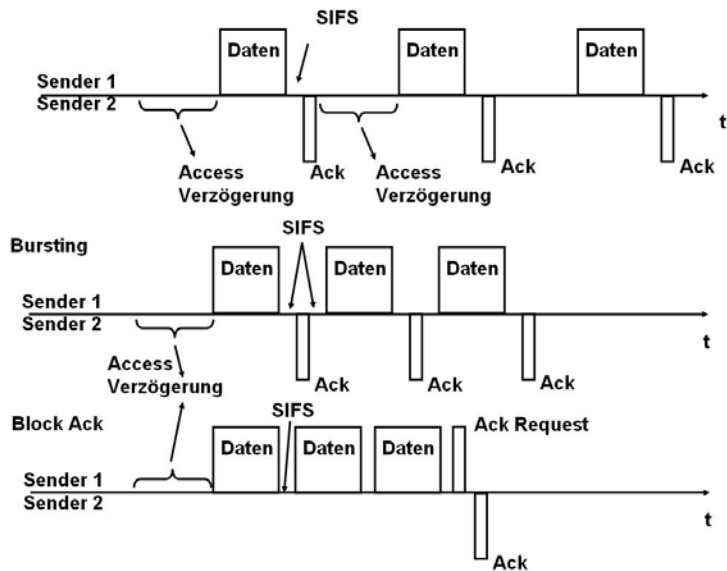 SIFS
Daten
Daten
Daten
Sender 1
Sender 2
t
Access
Verzögerung
Ack
Access
Verzögerung
Ack
Ack
SIFS
Bursting
Daten
Daten
Daten
Sender 1
Sender 2
t
Access
Verzögerung
Ack
Ack
Ack
SIFS
Block Ack
Ack Request
Daten
Daten
Daten
Sender 1
Sender 2
t
Ack